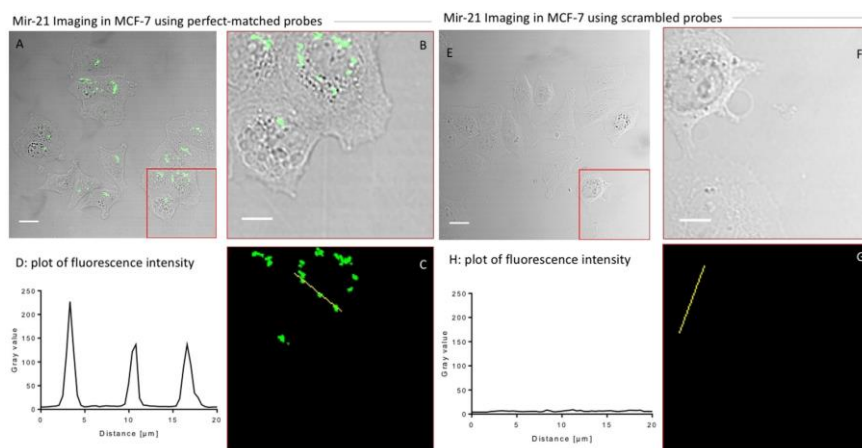 Mir-21 Imaging in MCF-7 using perfect-matched probes
A
B
D: plot of fluorescence intensity
C
250
200
150
100
50
0
Gray value
0 5 10 15 20
Distance [µm]
Mir-21 Imaging in MCF-7 using scrambled probes
E
F
H: plot of fluorescence intensity
G
250
200
150
100
50
0
Gray value
0 5 10 15 20
Distance [µm]